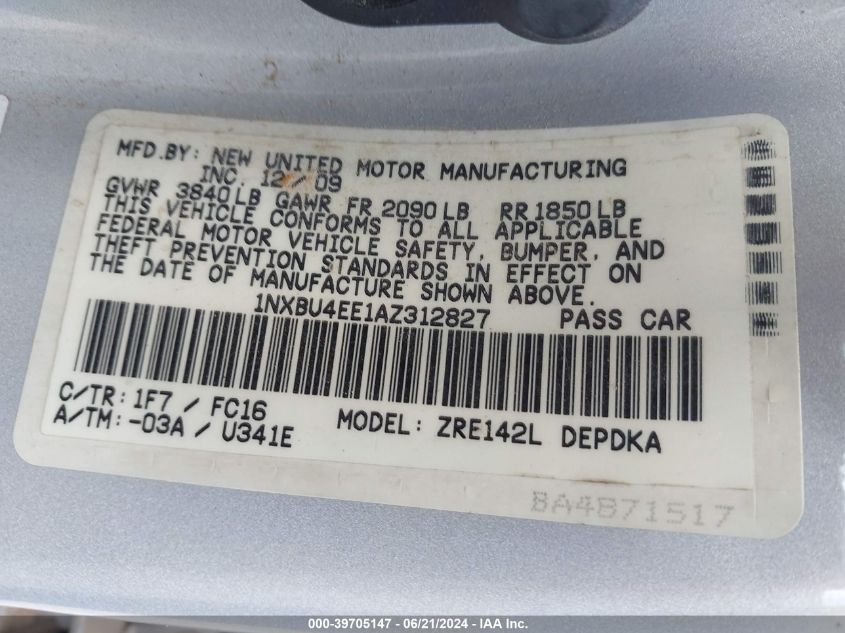 MFD.BY: NEW UNITED MOTOR MANUFACTURING
INC 12/09
GVWR 3840LB GAWR FR 2090LB RR1850LB
THIS VEHICLE CONFORMS TO ALL APPLICABLE
FEDERAL MOTOR VEHICLE SAFETY, BUMPER, AND
THEFT PREVENTION STANDARDS IN EFFECT ON
THE DATE OF MANUFACTURE SHOWN ABOVE.
1NXBU4EE1AZ312827 PASS CAR
C/TR: 1F7 / FC16
A/TM: -03A / U341E MODEL: ZRE142L DEPDKA
BA4B71517
000-39705147 - 06/21/2024 - IAA Inc.